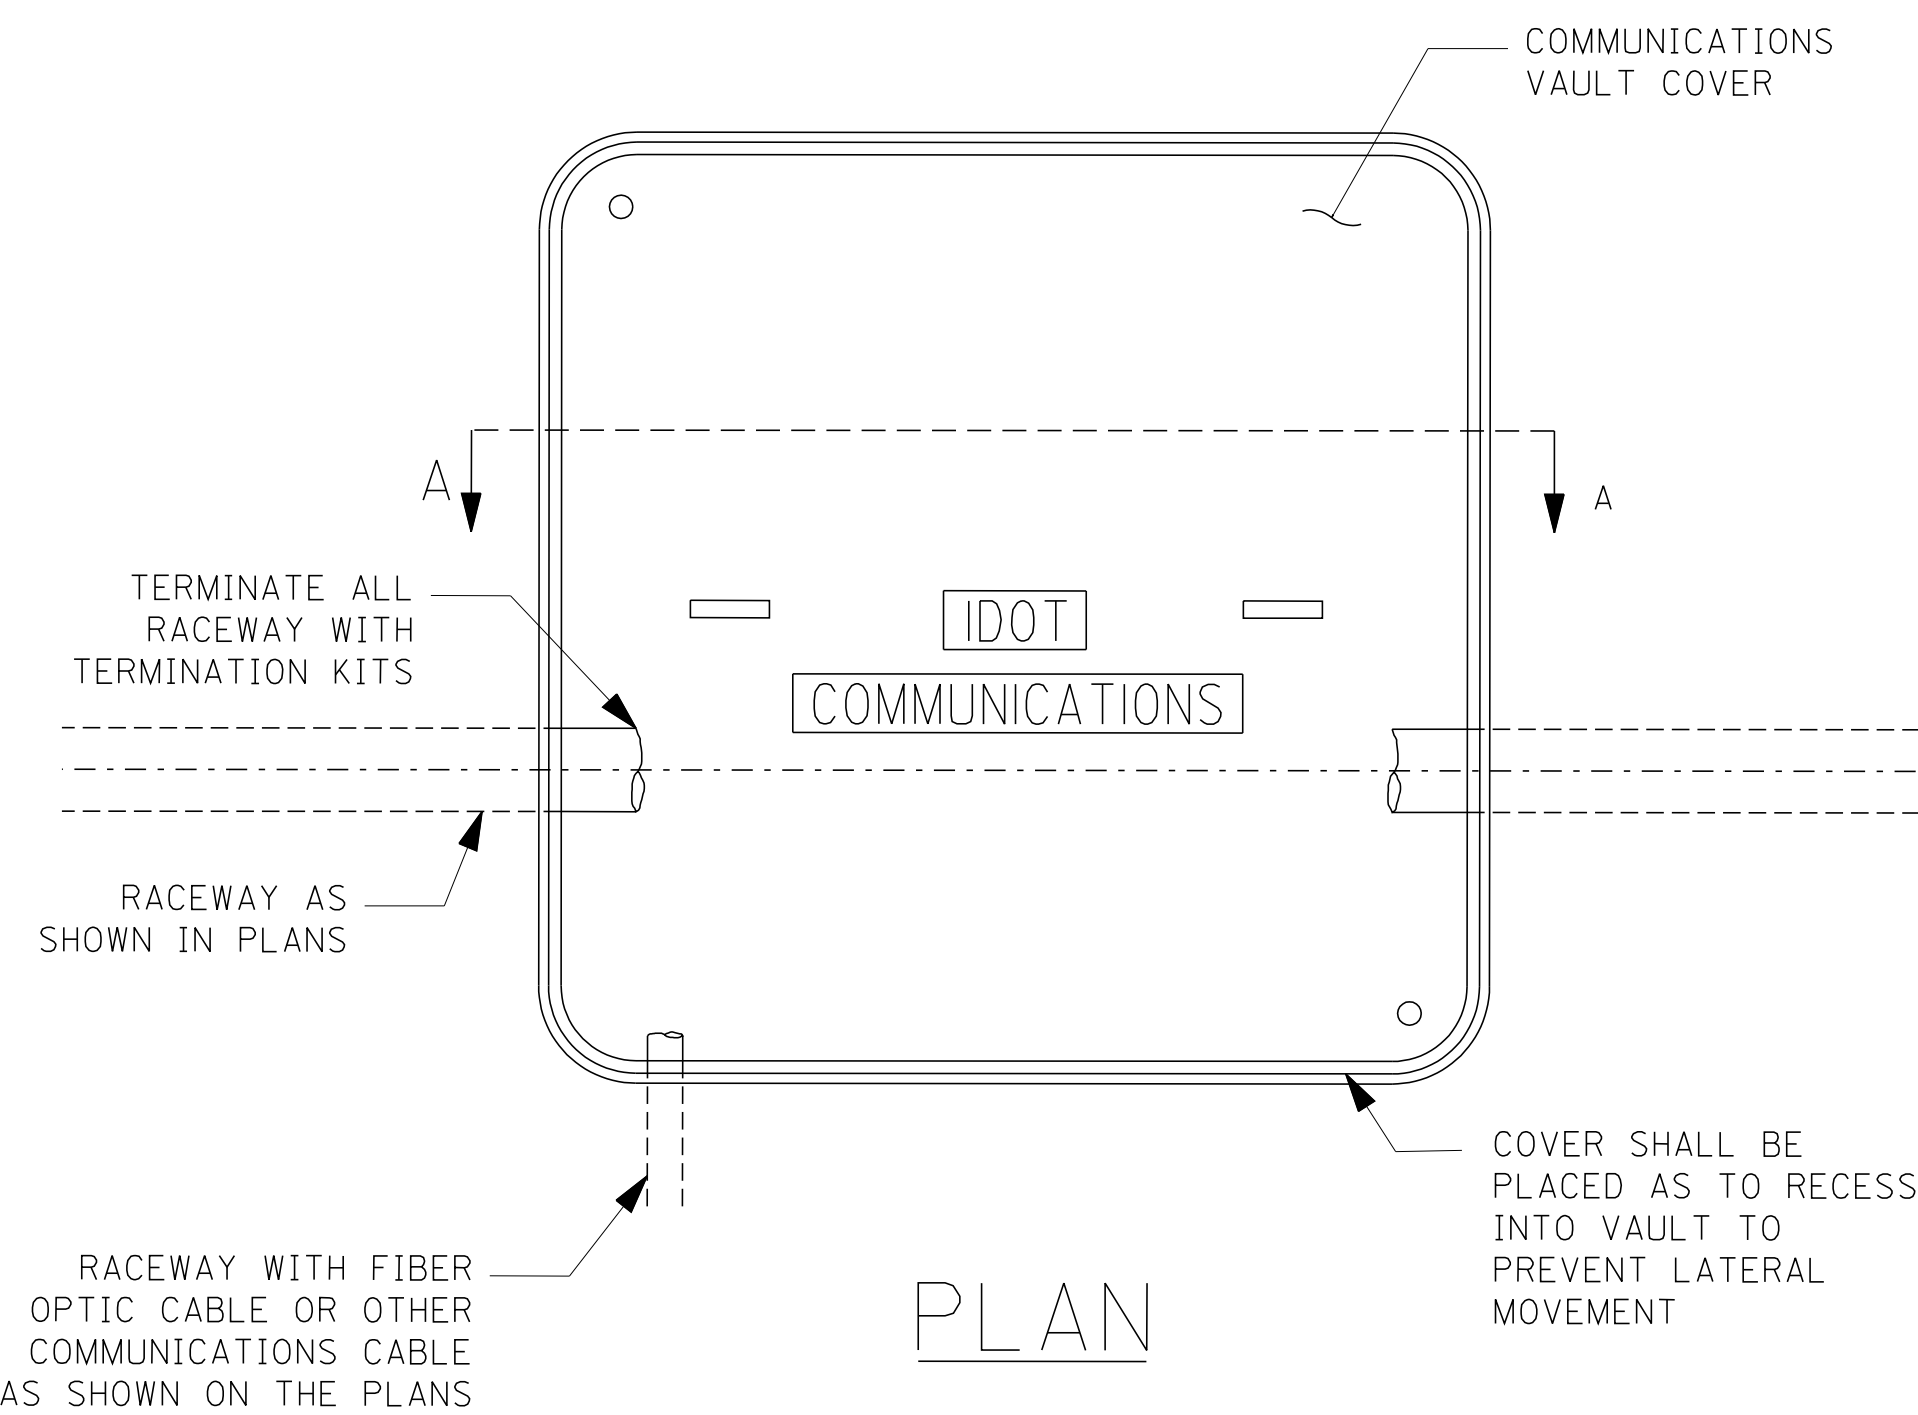 COMMUNICATIONS
VAULT COVER
A
A
TERMINATE ALL
RACEWAY WITH
TERMINATION KITS
IDOT
COMMUNICATIONS
RACEWAY AS
SHOWN IN PLANS
COVER SHALL BE
PLACED AS TO RECESS
INTO VAULT TO
PREVENT LATERAL
MOVEMENT
RACEWAY WITH FIBER
OPTIC CABLE OR OTHER
COMMUNICATIONS CABLE
AS SHOWN ON THE PLANS
PLAN